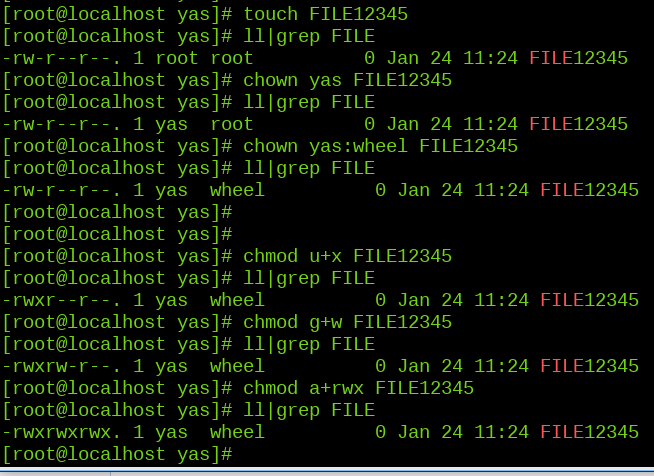 [root@localhost yas]# touch FILE12345
[root@localhost yas]# ll|grep FILE
-rw-r--r--. 1 root root          0 Jan 24 11:24 FILE12345
[root@localhost yas]# chown yas FILE12345
[root@localhost yas]# ll|grep FILE
-rw-r--r--. 1 yas  root          0 Jan 24 11:24 FILE12345
[root@localhost yas]# chown yas:wheel FILE12345
[root@localhost yas]# ll|grep FILE
-rw-r--r--. 1 yas  wheel          0 Jan 24 11:24 FILE12345
[root@localhost yas]#
[root@localhost yas]#
[root@localhost yas]# chmod u+x FILE12345
[root@localhost yas]# ll|grep FILE
-rwxr--r--. 1 yas  wheel          0 Jan 24 11:24 FILE12345
[root@localhost yas]# chmod g+w FILE12345
[root@localhost yas]# ll|grep FILE
-rwxrw-r--. 1 yas  wheel          0 Jan 24 11:24 FILE12345
[root@localhost yas]# chmod a+rwx FILE12345
[root@localhost yas]# ll|grep FILE
-rwxrwxrwx. 1 yas  wheel          0 Jan 24 11:24 FILE12345
[root@localhost yas]#